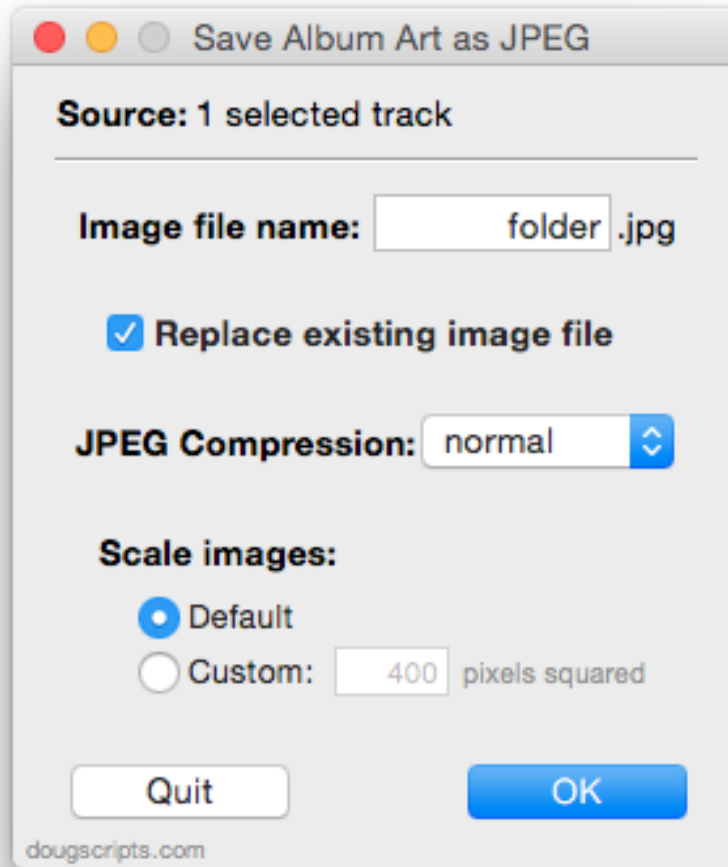 Save Album Art as JPEG
Source: 1 selected track
Image file name: folder .jpg
Replace existing image file
JPEG Compression: normal
Scale images:
Default
Custom: 400 pixels squared
Quit OK
dougscripts.com